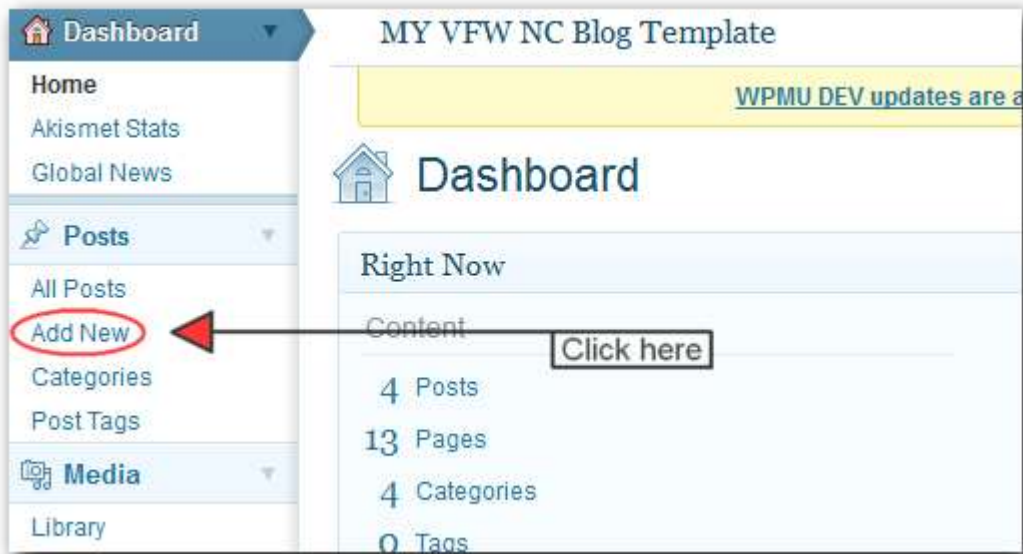 Dashboard
Home
Akismet Stats
Global News
Posts
All Posts
Add New
Categories
Post Tags
Media
Library
MY VFW NC Blog Template
WPMU DEV updates are a
Dashboard
Right Now
Content
Click here
4 Posts
13 Pages
4 Categories
0 Tags